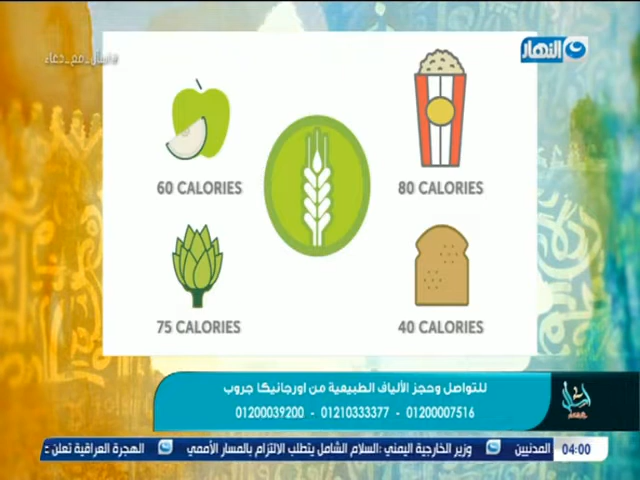 #اسأل_مع_دعاء
النهار
60 CALORIES
80 CALORIES
75 CALORIES
40 CALORIES
للتواصل وحجز الألياف الطبيعية من اورجانيكا جروب
01200039200 - 01210333377 - 01200007516
04:00
المدنيين
وزير الخارجية اليمني :السلام الشامل يتطلب الالتزام بالمسار الأممي
الهجرة العراقية تعلن